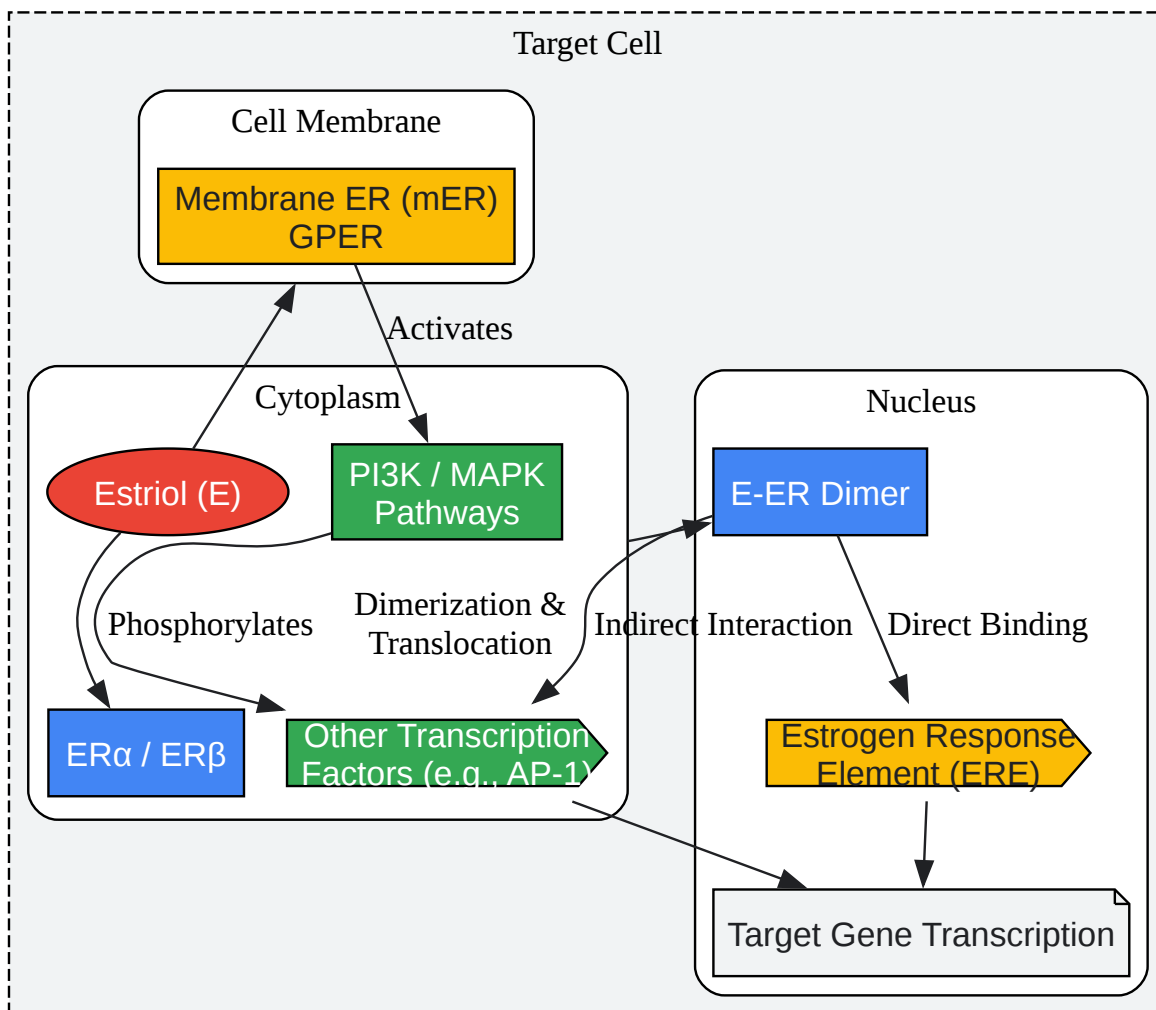 Target Cell
Cell Membrane
Membrane ER (mER)
GPER
Activates
Cytoplasm
Nucleus
Estriol (E)
PI3K / MAPK
Pathways
E-ER Dimer
Phosphorylates
Dimerization &
Translocation
Indirect Interaction
Direct Binding
ERα / ERβ
Other Transcription
Factors (e.g., AP-1)
Estrogen Response
Element (ERE)
Target Gene Transcription